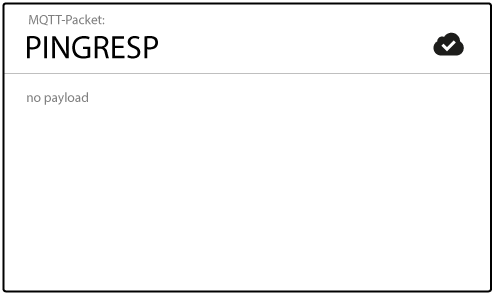 MQTT-Packet:
PINGRESP
no payload